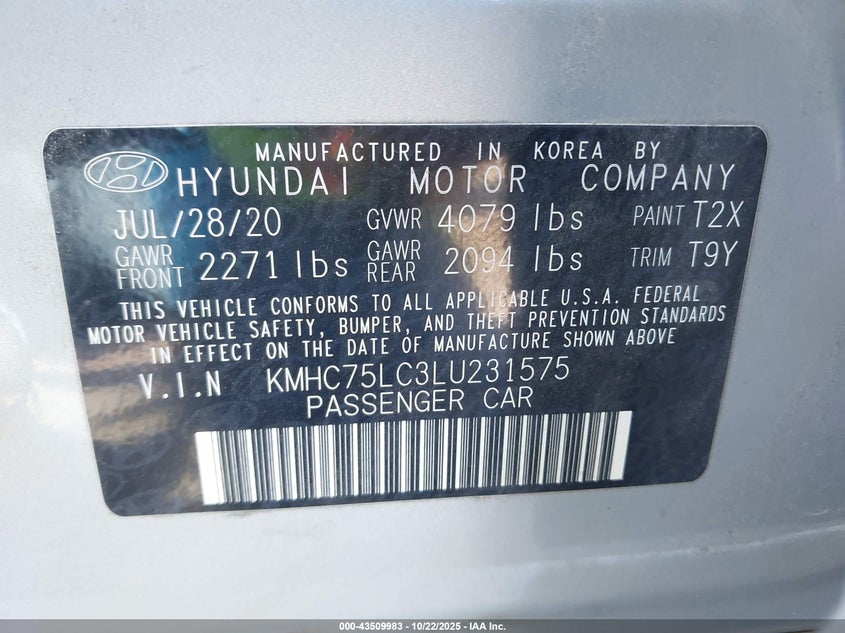 MANUFACTURED IN KOREA BY
HYUNDAI MOTOR COMPANY
JUL/28/20 GVWR 4079 lbs PAINT T2X
GAWR FRONT 2271 lbs GAWR REAR 2094 lbs TRIM T9Y
THIS VEHICLE CONFORMS TO ALL APPLICABLE U.S.A. FEDERAL
MOTOR VEHICLE SAFETY, BUMPER, AND THEFT PREVENTION STANDARDS
IN EFFECT ON THE DATE OF MANUFACTURE SHOWN ABOVE
V.I.N KMHC75LC3LU231575
PASSENGER CAR
000-43509983 - 10/22/2025 - IAA Inc.